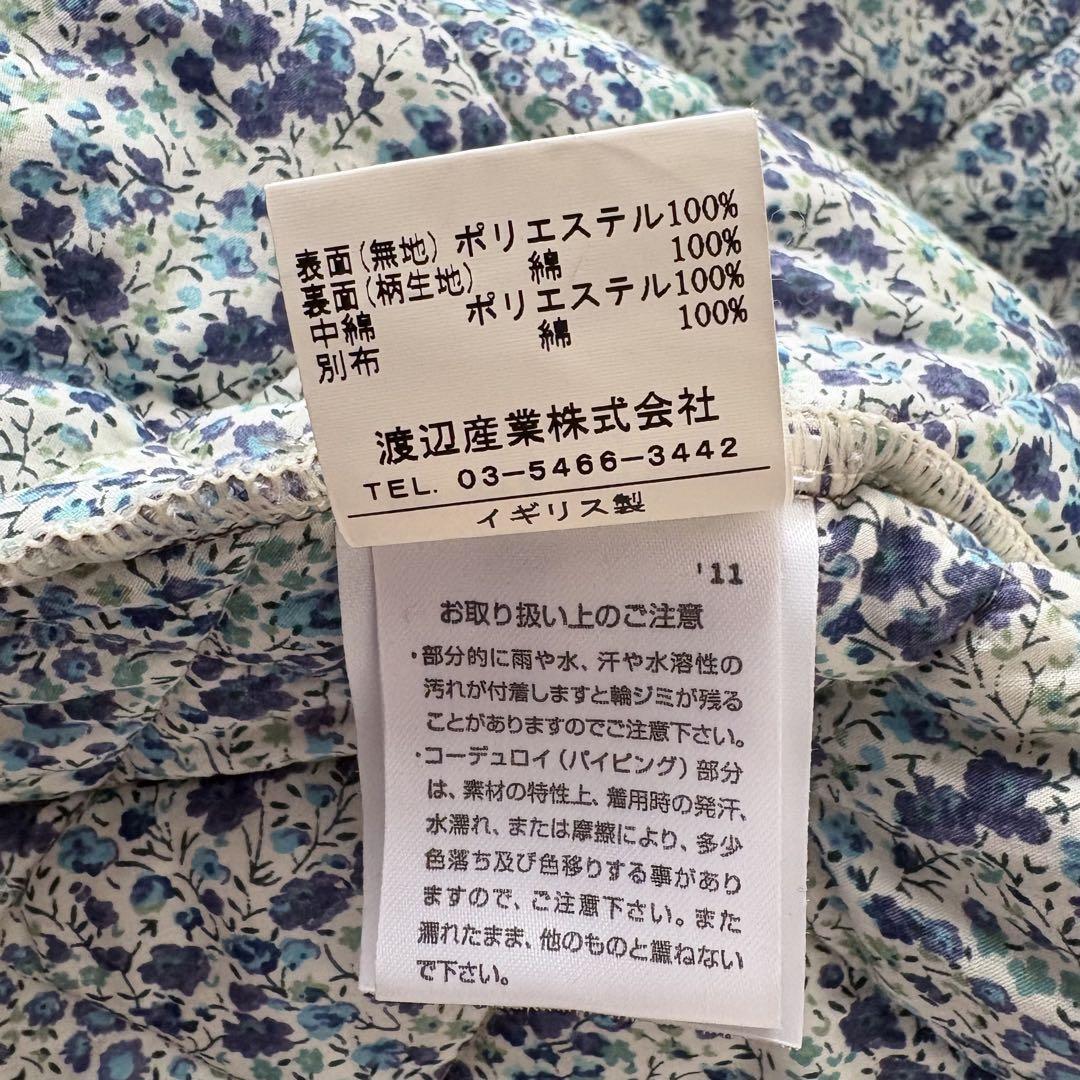 表面(無地) ポリエステル100%
裏面(柄生地) 綿 100%
中綿 ポリエステル100%
別布 綿 100%
渡辺産業株式会社
TEL. 03-5466-3442
イギリス製
'11
お取り扱い上のご注意
・部分的に雨や水、汗や水溶性の
汚れが付着しますと輪ジミが残る
ことがありますのでご注意下さい。
・コーデュロイ(パイピング)部分
は、素材の特性上、着用時の発汗、
水濡れ、または摩擦により、多少
色落ち及び色移りする事があり
ますので、ご注意下さい。また
濡れたまま、他のものと重ねない
で下さい。